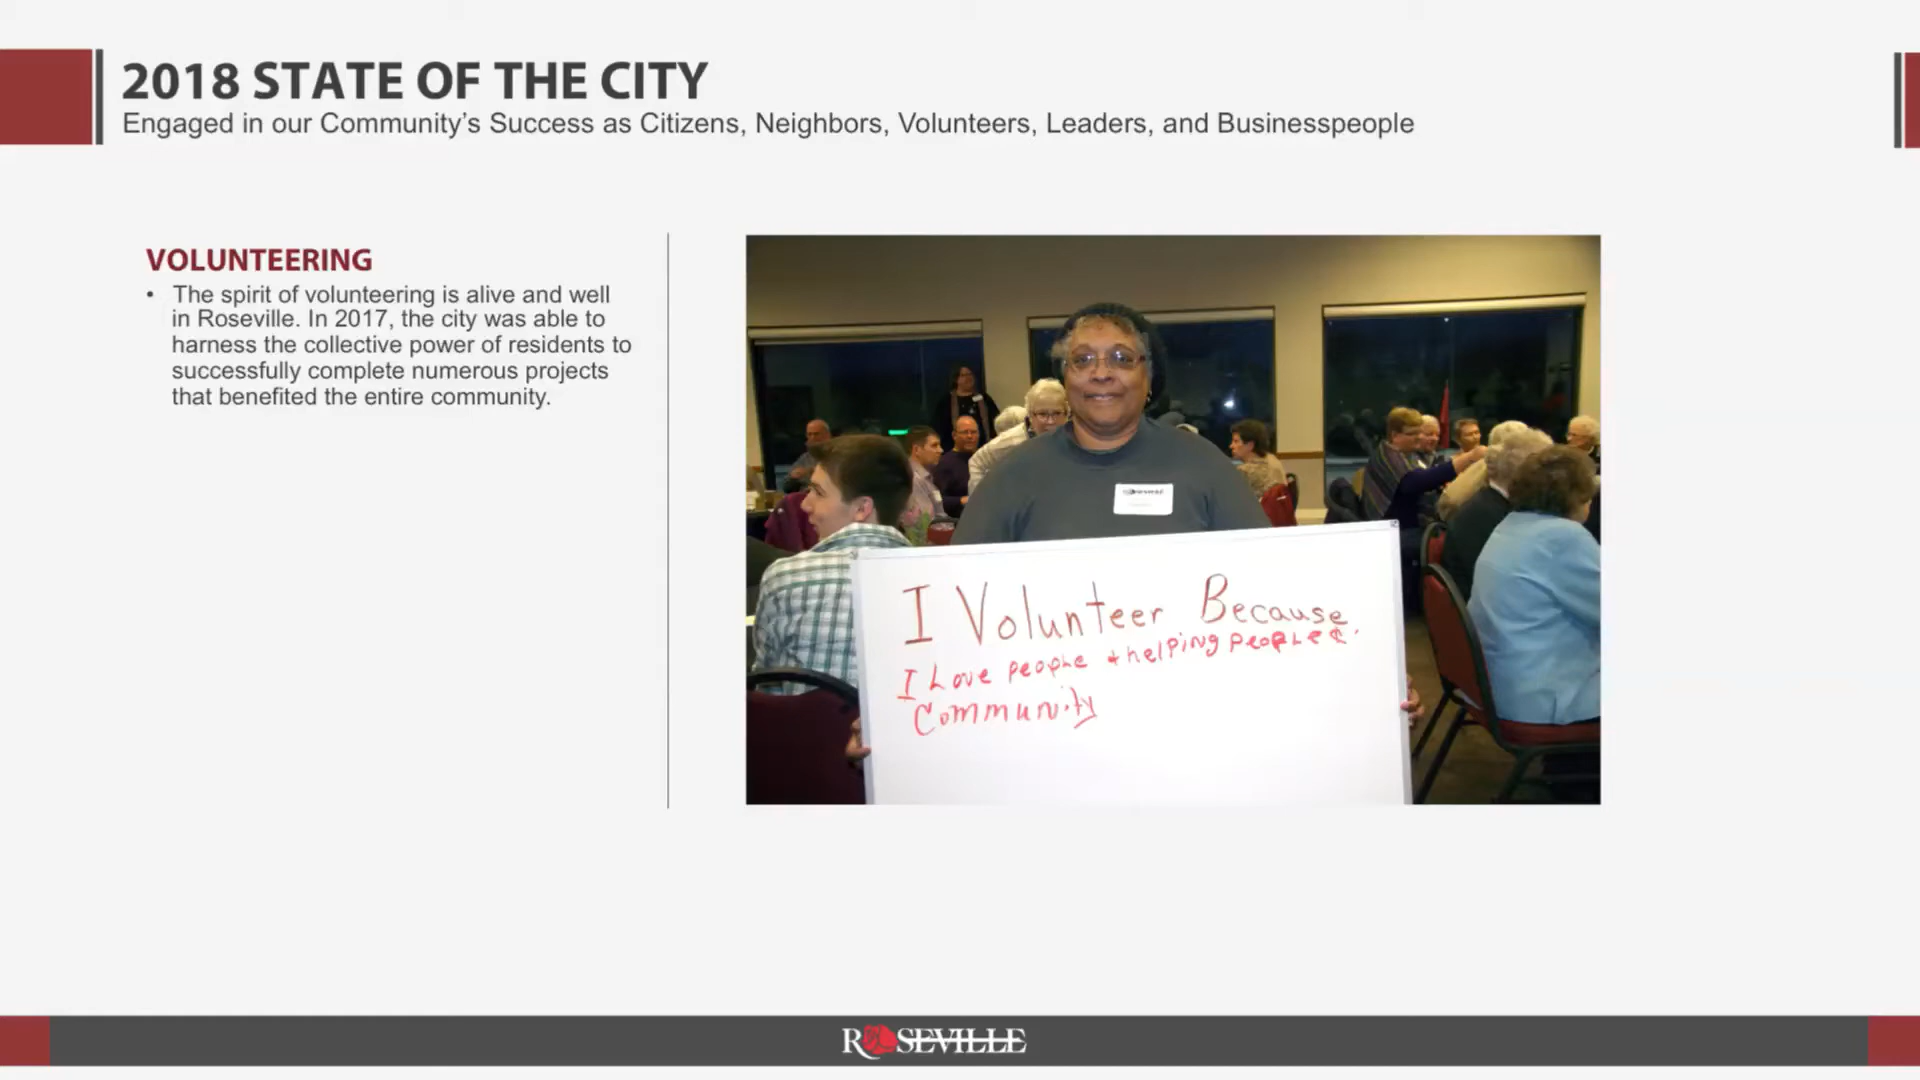 2018 STATE OF THE CITY
Engaged in our Community's Success as Citizens, Neighbors, Volunteers, Leaders, and Businesspeople
VOLUNTEERING
• The spirit of volunteering is alive and well
in Roseville. In 2017, the city was able to
harness the collective power of residents to
successfully complete numerous projects
that benefited the entire community.
I Volunteer Because
I Love people + helping people &
Community
ROSEVILLE